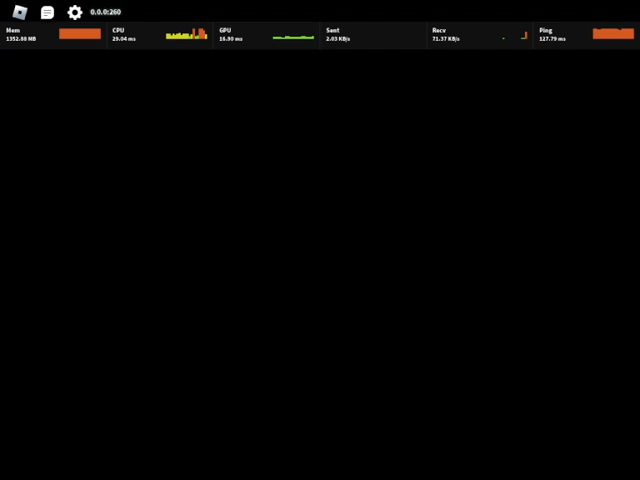 0.0.0:260
Mem CPU GPU Sent Recv Ping
1352.88 MB 29.04 ms 16.90 ms 2.03 KB/s 71.37 KB/s 127.79 ms